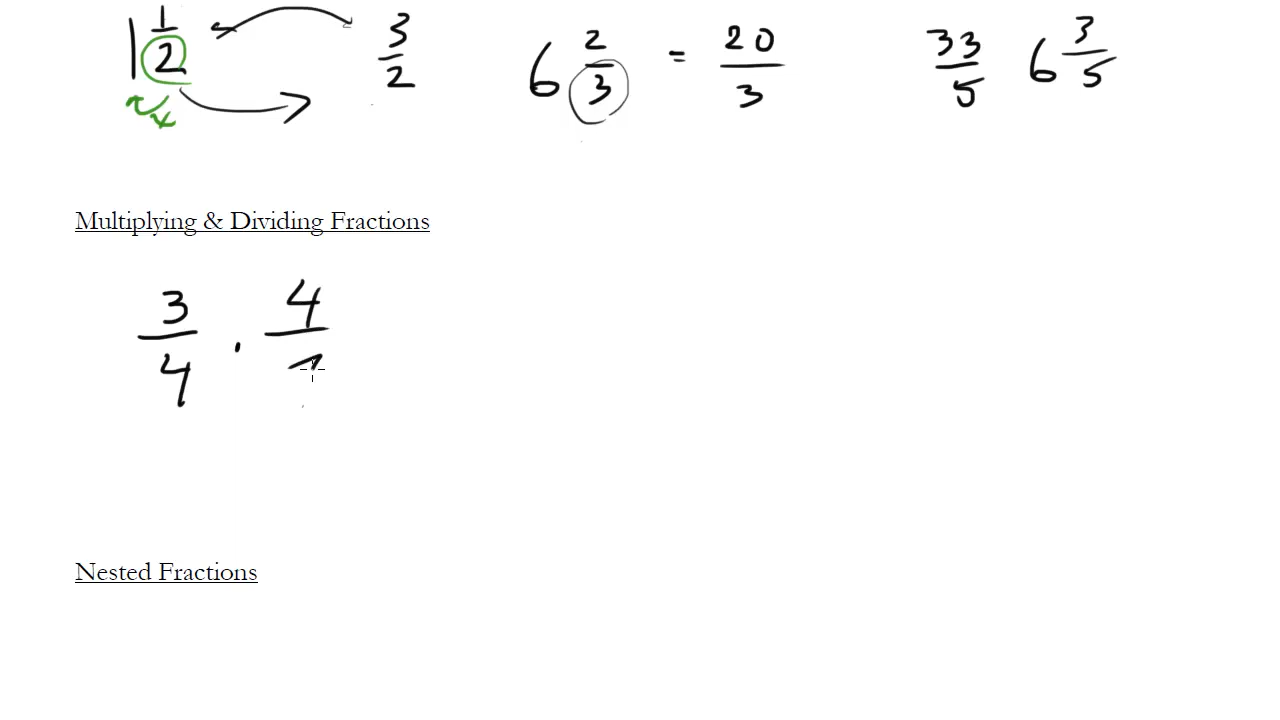 1 1/2 3/2 6 2/3 = 20/3 33/5 6 3/5
Multiplying & Dividing Fractions
3/4 · 4/
Nested Fractions